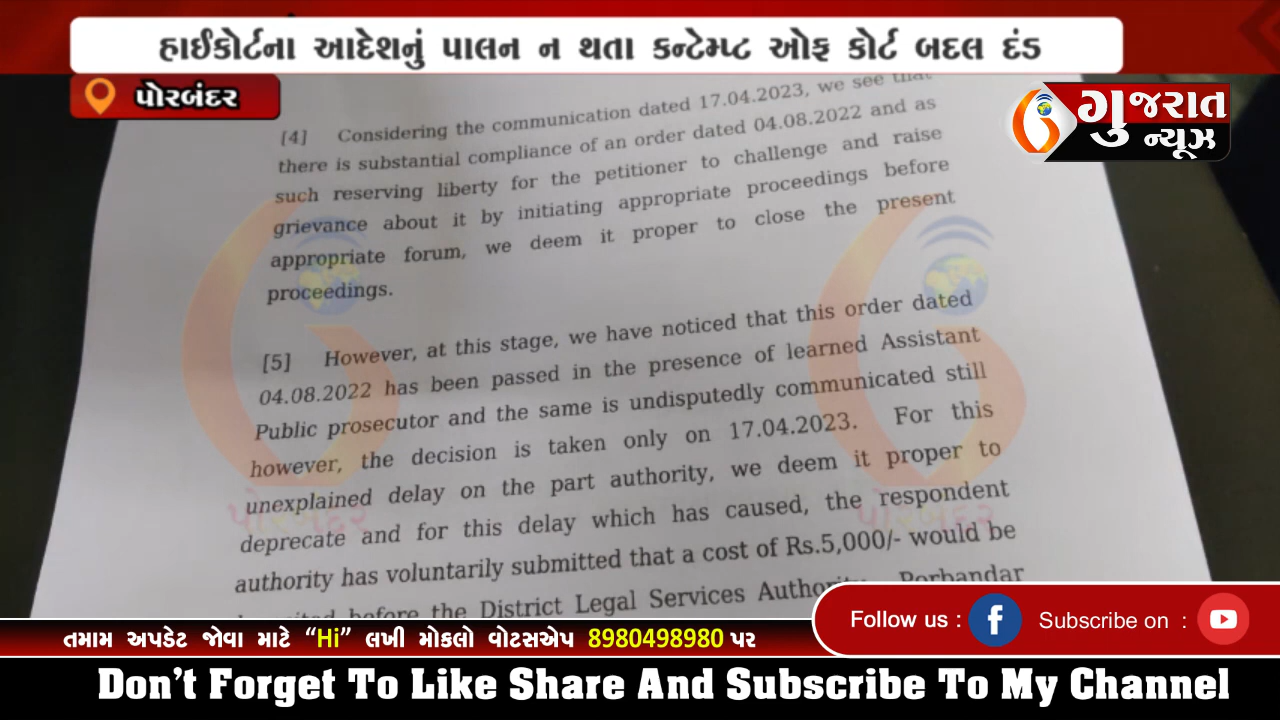 હાઈકોર્ટના આદેશનું પાલન ન થતા કન્ટેમ્પ્ટ ઓફ કોર્ટ બદલ દંડ
પોરબંદર
ગુજરાત
ન્યૂઝ
[4] Considering the communication dated 17.04.2023, we see that
there is substantial compliance of an order dated 04.08.2022 and as
such reserving liberty for the petitioner to challenge and raise
grievance about it by initiating appropriate proceedings before
appropriate forum, we deem it proper to close the present
proceedings.
[5] However, at this stage, we have noticed that this order dated
04.08.2022 has been passed in the presence of learned Assistant
Public prosecutor and the same is undisputedly communicated still
however, the decision is taken only on 17.04.2023. For this
unexplained delay on the part authority, we deem it proper to
deprecate and for this delay which has caused, the respondent
authority has voluntarily submitted that a cost of Rs.5,000/- would be
before the District Legal Services Authority Porbandar
પોરબંદર
પોરબંદર
Follow us :
Subscribe on :
તમામ અપડેટ જોવા માટે “Hi” લખી મોકલો વોટસએપ 8980498980 પર
Don't Forget To Like Share And Subscribe To My Channel